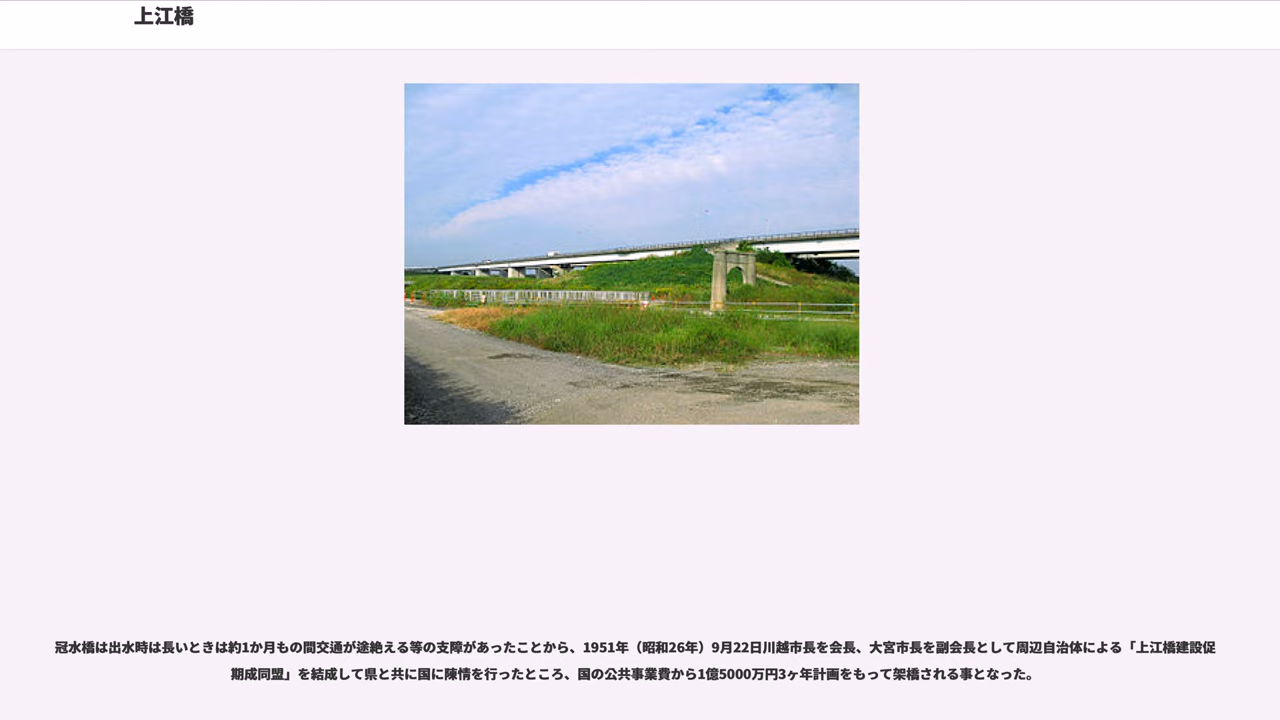 上江橋
冠水橋は出水時は長いときは約1か月もの間交通が途絶える等の支障があったことから、1951年（昭和26年）9月22日川越市長を会長、大宮市長を副会長として周辺自治体による「上江橋建設促
期成同盟」を結成して県と共に国に陳情を行ったところ、国の公共事業費から1億5000万円3ヶ年計画をもって架橋される事となった。